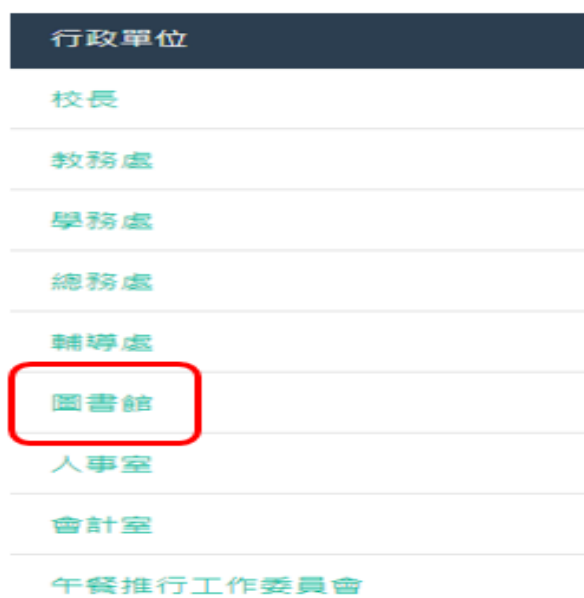 行政單位
校長
教務處
學務處
總務處
輔導處
圖書館
人事室
會計室
午餐推行工作委員會